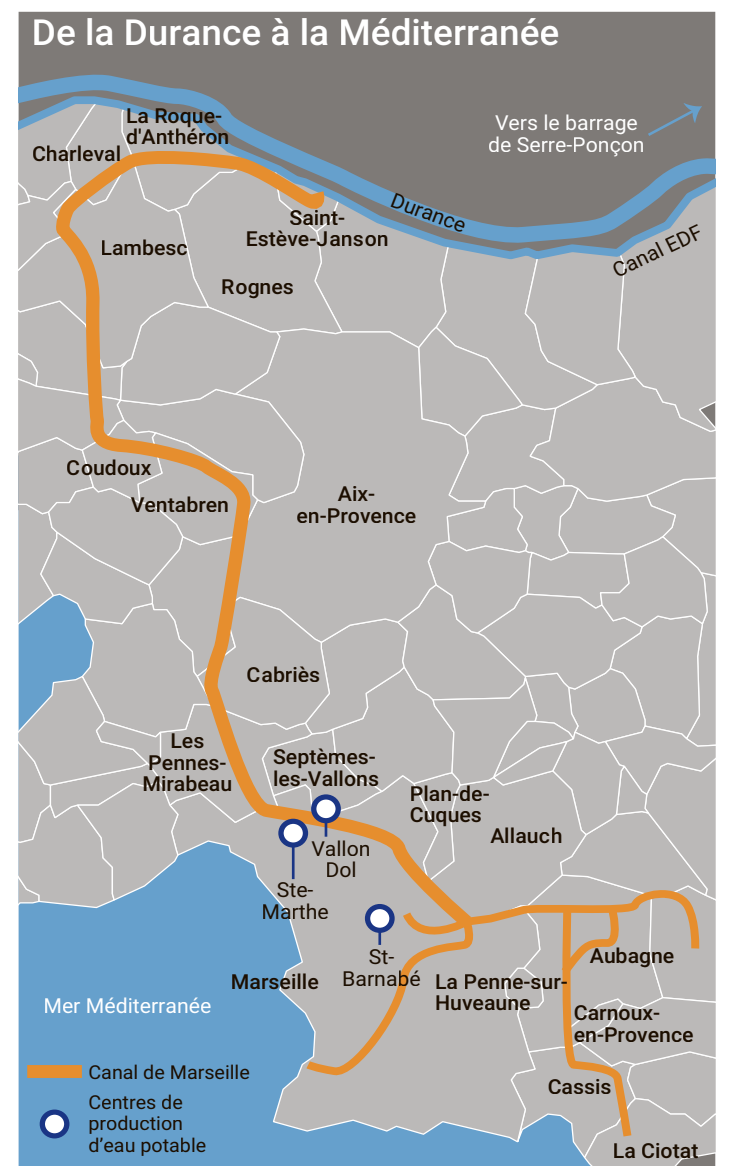 De la Durance à la Méditerranée
Vers le barrage
de Serre-Ponçon
La Roque-
d'Anthéron
Charleval
Durance
Saint-
Estève-Janson
Canal EDF
Lambesc
Rognes
Coudoux
Ventabren
Aix-
en-Provence
Cabriès
Les
Pennes-
Mirabeau
Septèmes-
les-Vallons
Plan-de-
Cuques
Allauch
Vallon
Dol
Ste-
Marthe
St-
Barnabé
Marseille
La Penne-sur-
Huveaune
Aubagne
Carnoux-
en-Provence
Cassis
La Ciotat
Mer Méditerranée
Canal de Marseille
Centres de
production
d’eau potable